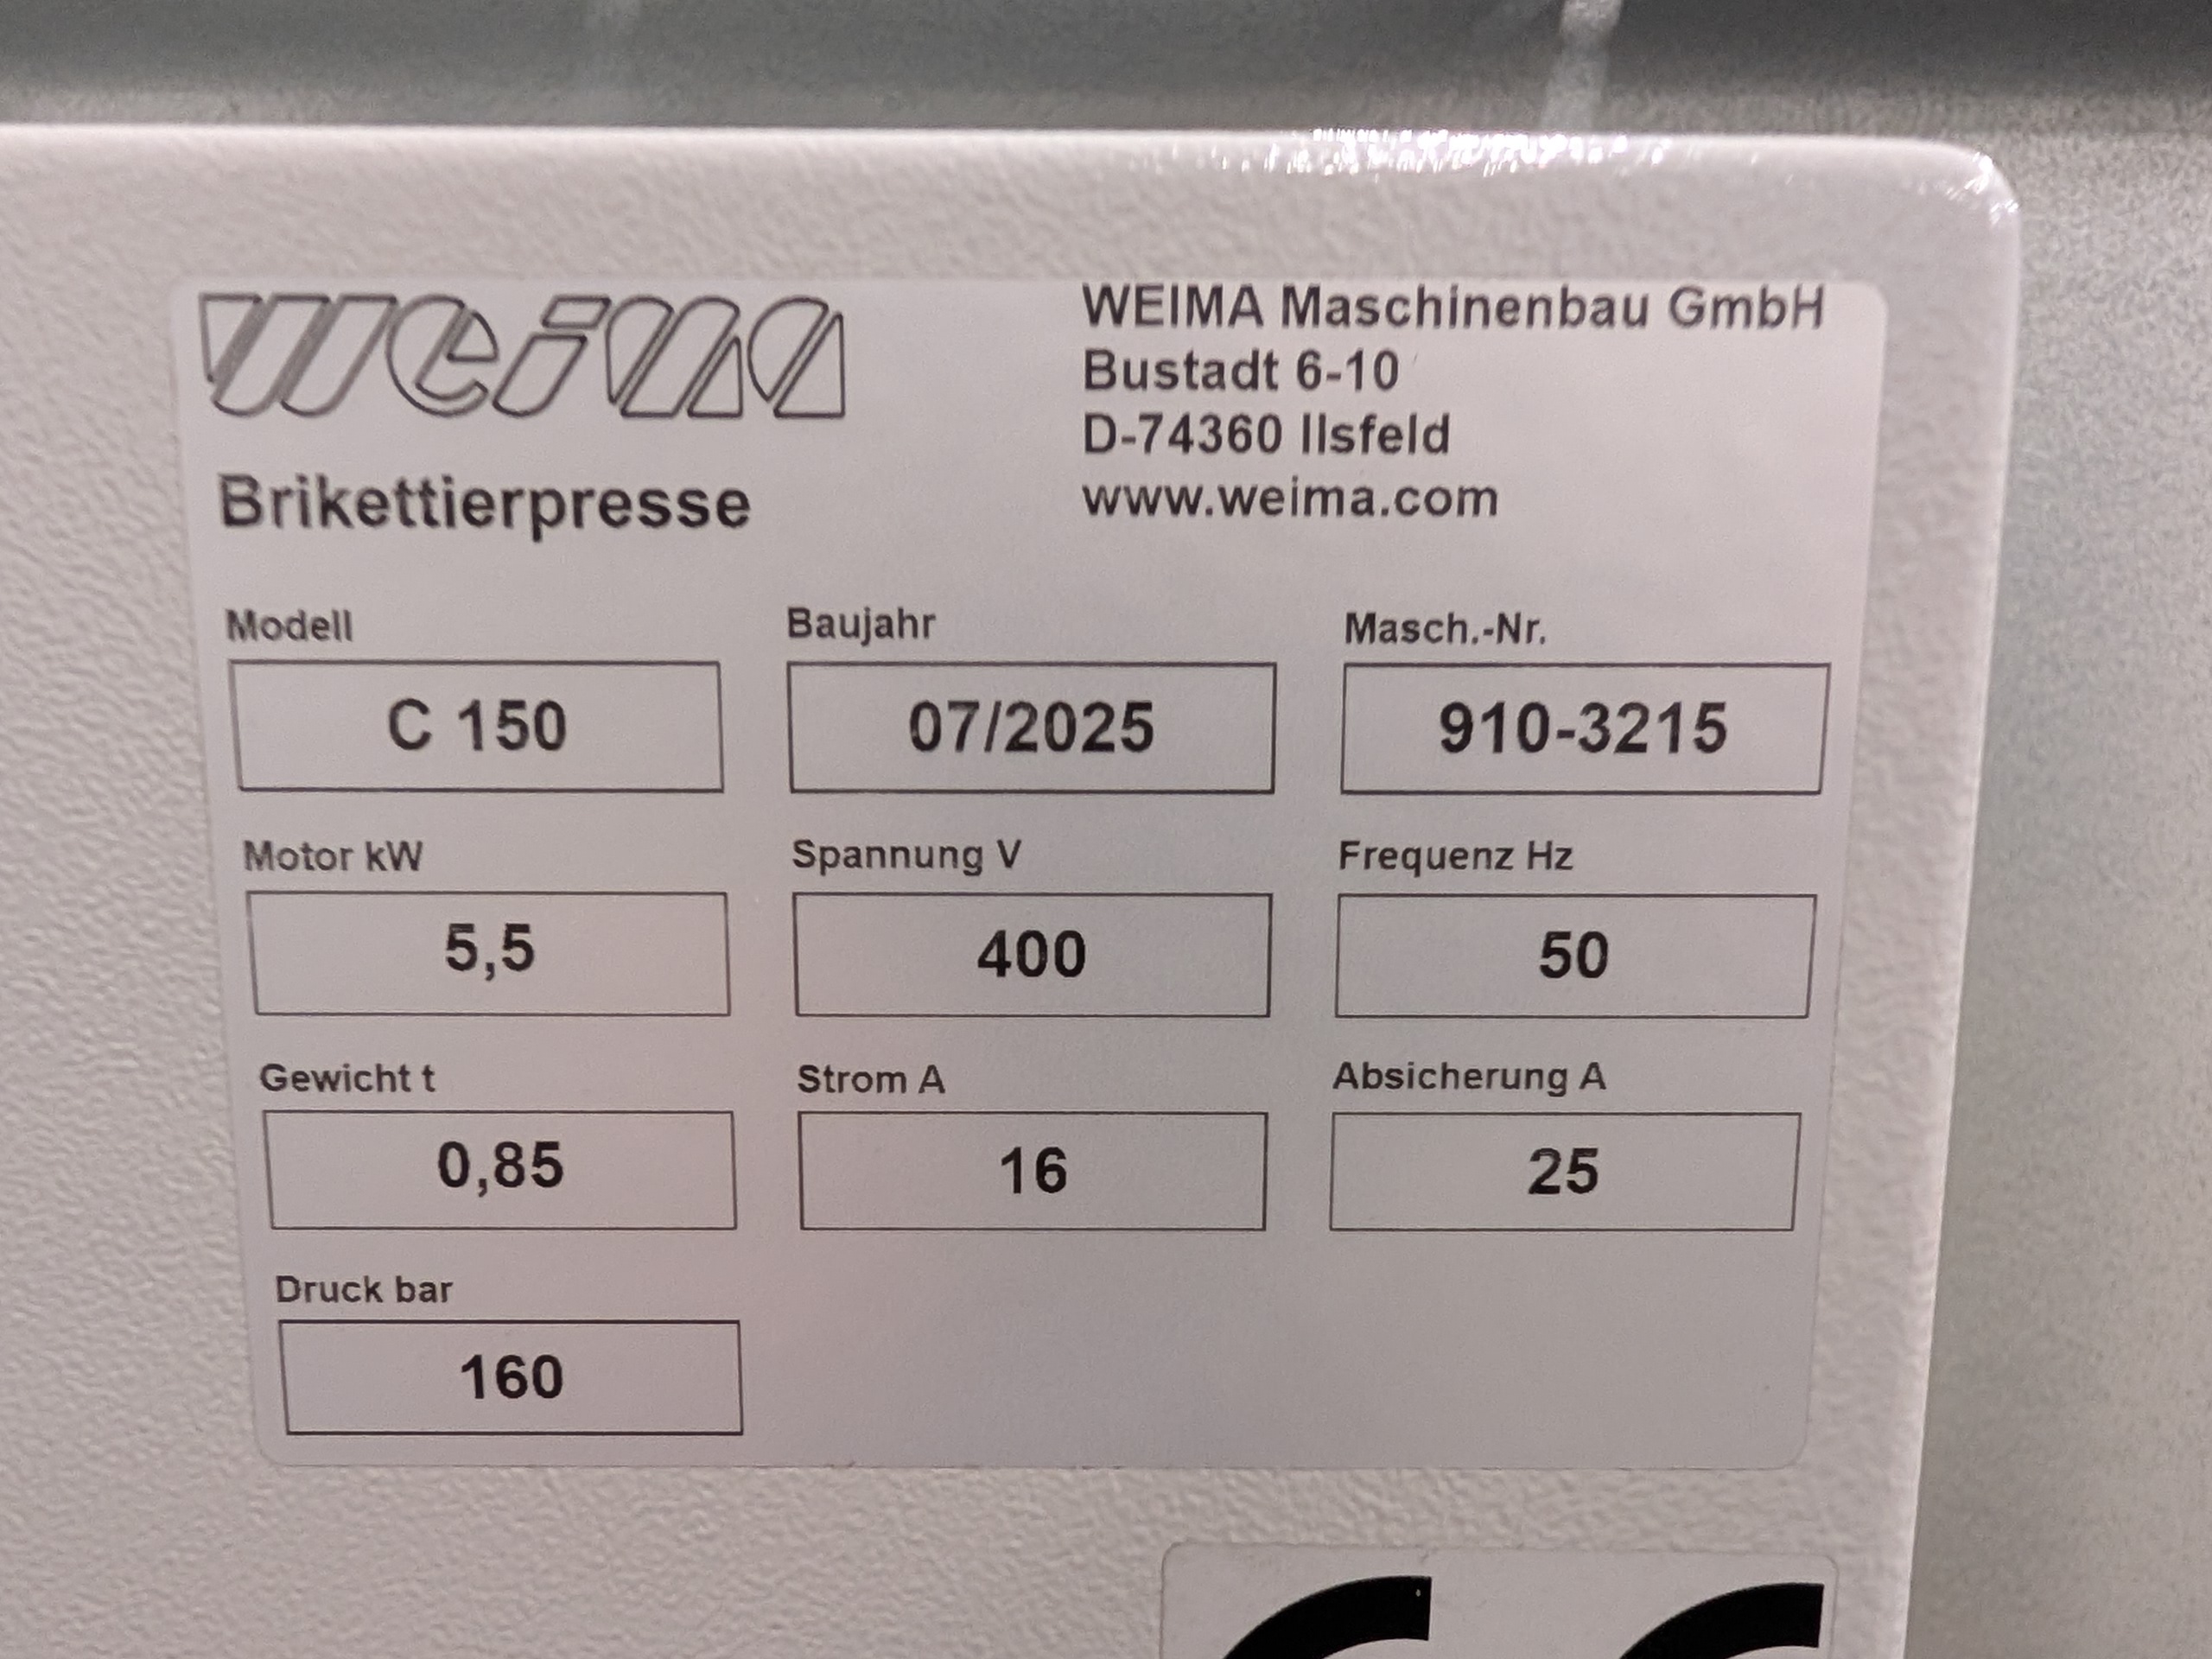 weima
WEIMA Maschinenbau GmbH
Bustadt 6-10
D-74360 Ilsfeld
www.weima.com
Brikettierpresse
Modell Baujahr Masch.-Nr.
C 150 07/2025 910-3215
Motor kW Spannung V Frequenz Hz
5,5 400 50
Gewicht t Strom A Absicherung A
0,85 16 25
Druck bar
160
CE